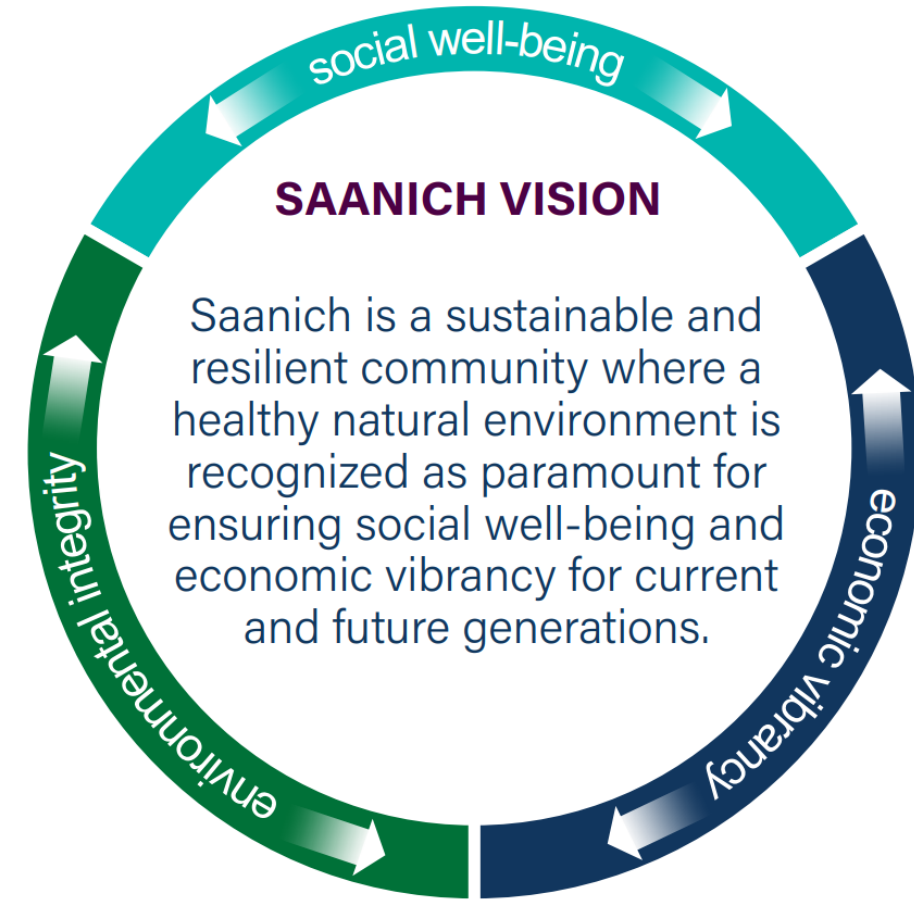 social well-being
SAANICH VISION
Saanich is a sustainable and
resilient community where a
healthy natural environment is
recognized as paramount for
ensuring social well-being and
economic vibrancy for current
and future generations.
environmental integrity
economic vibrancy